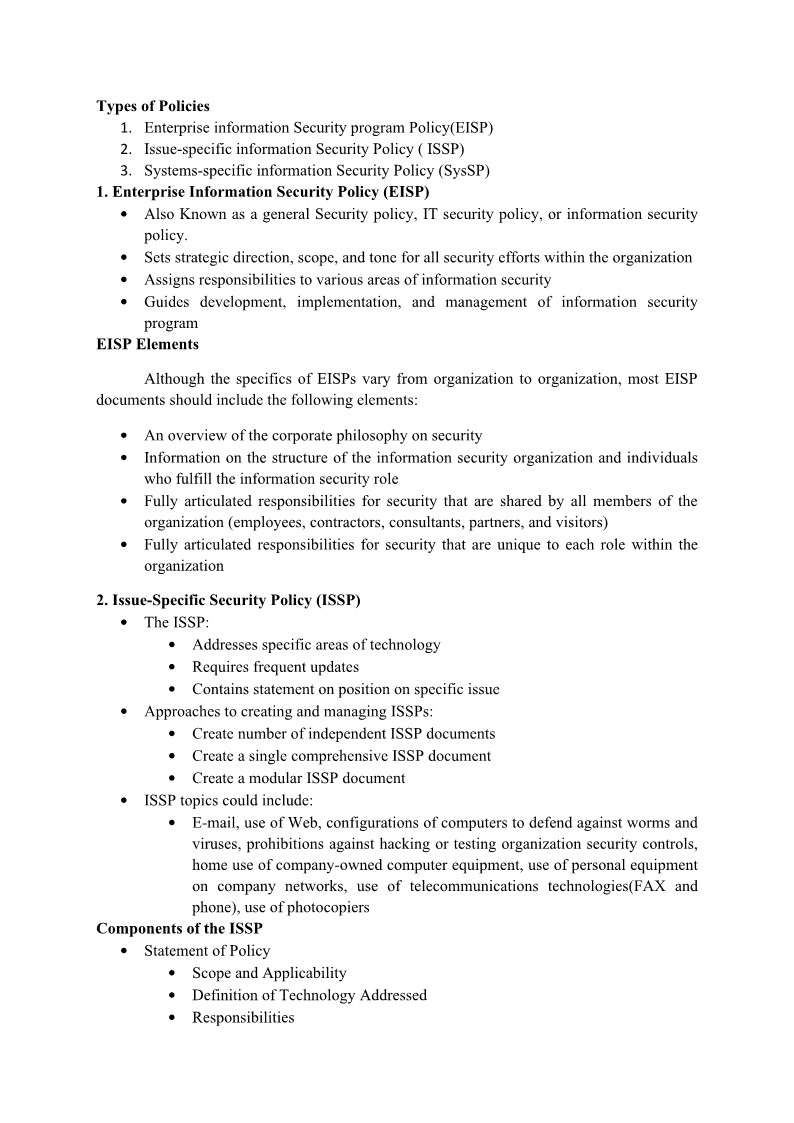 Types of Policies
1. Enterprise information Security program Policy(EISP)
2. Issue-specific information Security Policy ( ISSP)
3. Systems-specific information Security Policy (SysSP)
1. Enterprise Information Security Policy (EISP)
• Also Known as a general Security policy, IT security policy, or information security
policy.
• Sets strategic direction, scope, and tone for all security efforts within the organization
• Assigns responsibilities to various areas of information security
• Guides development, implementation, and management of information security
program
EISP Elements
Although the specifics of EISPs vary from organization to organization, most EISP
documents should include the following elements:
• An overview of the corporate philosophy on security
• Information on the structure of the information security organization and individuals
who fulfill the information security role
• Fully articulated responsibilities for security that are shared by all members of the
organization (employees, contractors, consultants, partners, and visitors)
• Fully articulated responsibilities for security that are unique to each role within the
organization
2. Issue-Specific Security Policy (ISSP)
• The ISSP:
• Addresses specific areas of technology
• Requires frequent updates
• Contains statement on position on specific issue
• Approaches to creating and managing ISSPs:
• Create number of independent ISSP documents
• Create a single comprehensive ISSP document
• Create a modular ISSP document
• ISSP topics could include:
• E-mail, use of Web, configurations of computers to defend against worms and
viruses, prohibitions against hacking or testing organization security controls,
home use of company-owned computer equipment, use of personal equipment
on company networks, use of telecommunications technologies(FAX and
phone), use of photocopiers
Components of the ISSP
• Statement of Policy
• Scope and Applicability
• Definition of Technology Addressed
• Responsibilities